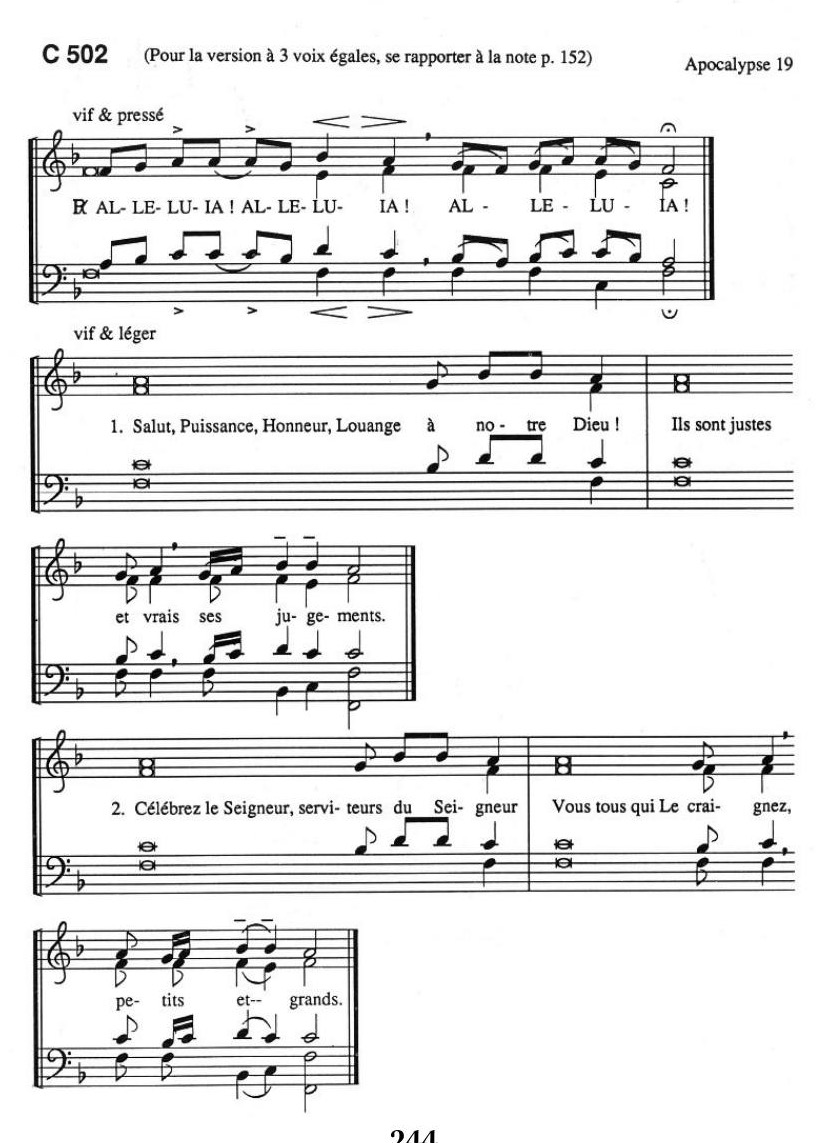 C 502 (Pour la version à 3 voix égales, se rapporter à la note p. 152)
Apocalypse 19
vif & pressé
℟ AL- LE- LU- IA ! AL- LE- LU- IA ! AL - LE - LU - IA !
vif & léger
1. Salut, Puissance, Honneur, Louange à no - tre Dieu ! Ils sont justes
et vrais ses ju- ge- ments.
2. Célébrez le Seigneur, servi- teurs du Sei- gneur Vous tous qui Le crai- gnez,
pe- tits et-- grands.
244